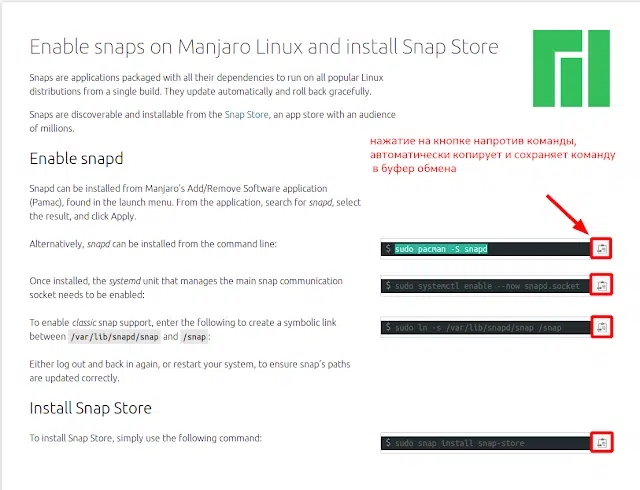 Enable snaps on Manjaro Linux and install Snap Store
Snaps are applications packaged with all their dependencies to run on all popular Linux
distributions from a single build. They update automatically and roll back gracefully.
Snaps are discoverable and installable from the Snap Store, an app store with an audience
of millions.
нажатие на кнопке напротив команды,
автоматически копирует и сохраняет команду
в буфер обмена
Enable snapd
Snapd can be installed from Manjaro's Add/Remove Software application
(Pamac), found in the launch menu. From the application, search for snapd, select
the result, and click Apply.
Alternatively, snapd can be installed from the command line:
$ sudo pacman -S snapd
Once installed, the systemd unit that manages the main snap communication
socket needs to be enabled:
$ sudo systemctl enable --now snapd.socket
To enable classic snap support, enter the following to create a symbolic link
between /var/lib/snapd/snap and /snap:
$ sudo ln -s /var/lib/snapd/snap /snap
Either log out and back in again, or restart your system, to ensure snap's paths
are updated correctly.
Install Snap Store
To install Snap Store, simply use the following command:
$ sudo snap install snap-store